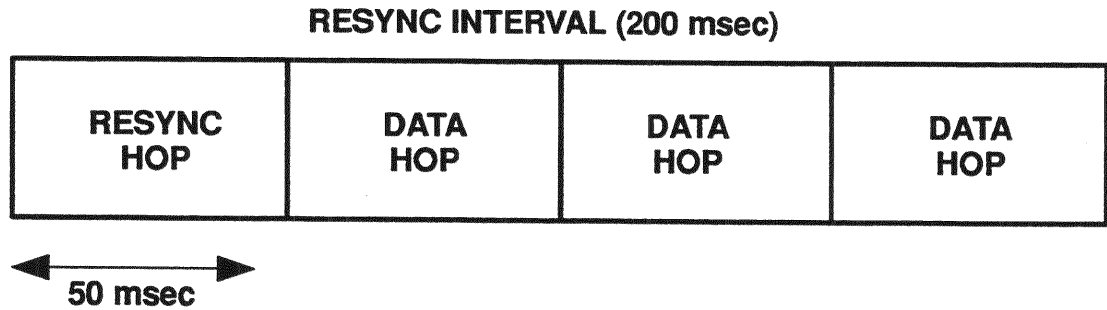 RESYNC INTERVAL (200 msec)
RESYNC
HOP
DATA
HOP
DATA
HOP
DATA
HOP
50 msec